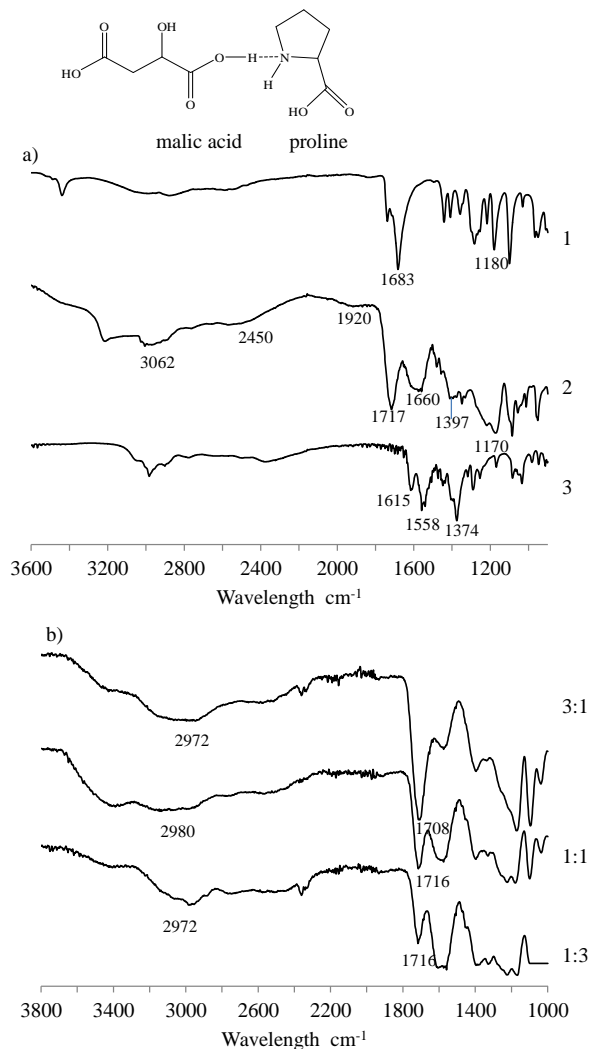 OH
O
HO
O
O
H
N
H
HO
O
malic acid proline
a)
1
1683
1180
3062
2450
1920
2
1717
1660
1397
1170
3
1615
1558
1374
3600 3200 2800 2400 2000 1600 1200
Wavelength cm-1
b)
3:1
2972
1708
2980
1:1
1716
2972
1716
1:3
3800 3000 2600 2200 1800 1400 1000
Wavelength cm-1